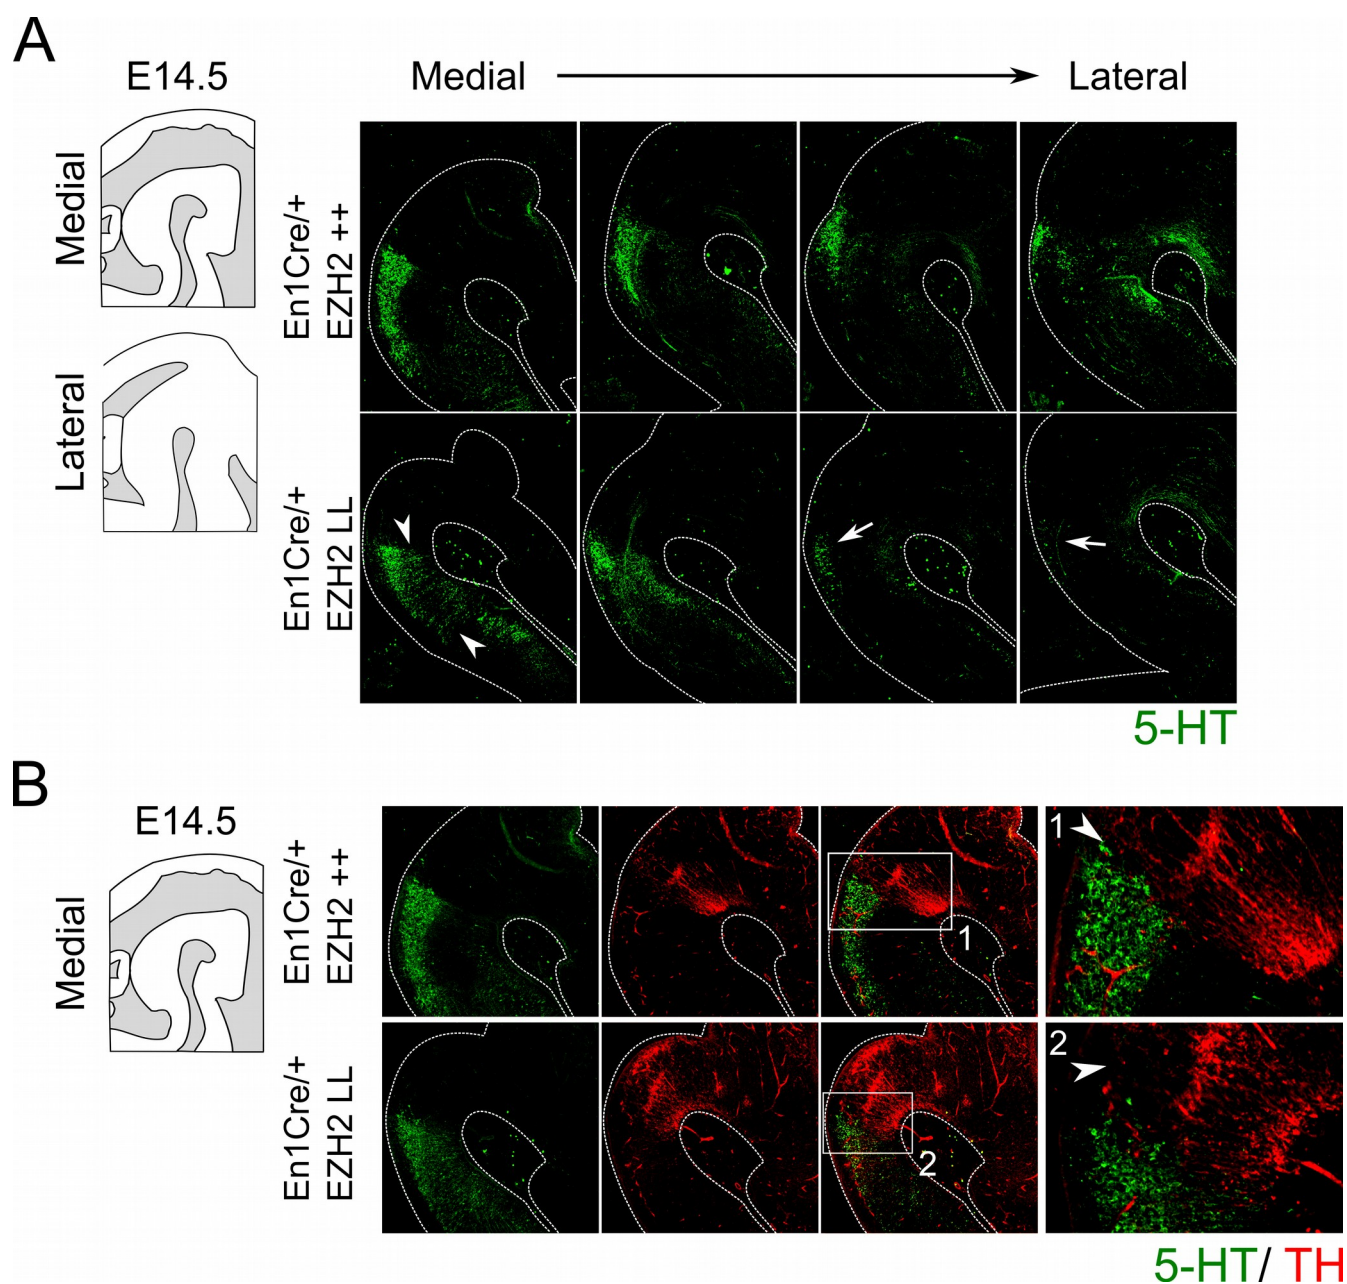 A
E14.5
Medial
Lateral
Medial
Lateral
En1Cre/+
EZH2 ++
En1Cre/+
EZH2 LL
5-HT
B
E14.5
Medial
En1Cre/+
EZH2 ++
1
1
En1Cre/+
EZH2 LL
2
2
5-HT/ TH